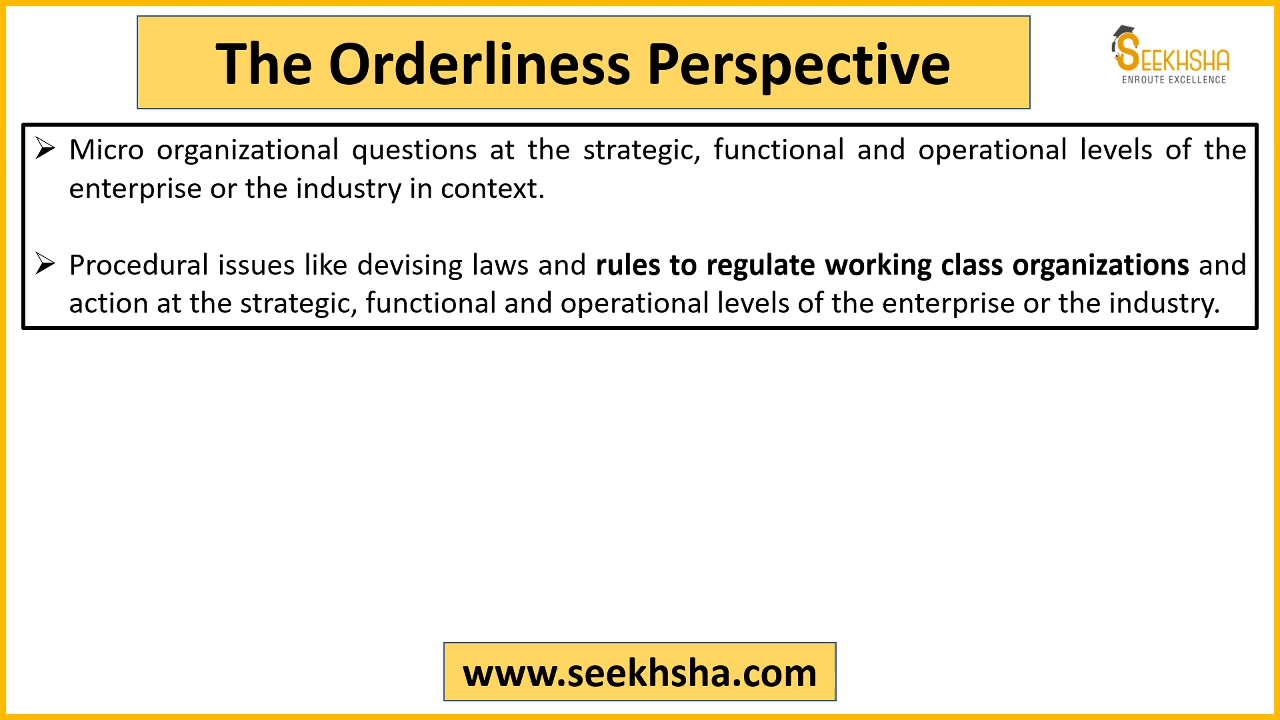 The Orderliness Perspective
SEEKHSHA
ENROUTE EXCELLENCE
➢ Micro organizational questions at the strategic, functional and operational levels of the
enterprise or the industry in context.
➢ Procedural issues like devising laws and rules to regulate working class organizations and
action at the strategic, functional and operational levels of the enterprise or the industry.
www.seekhsha.com